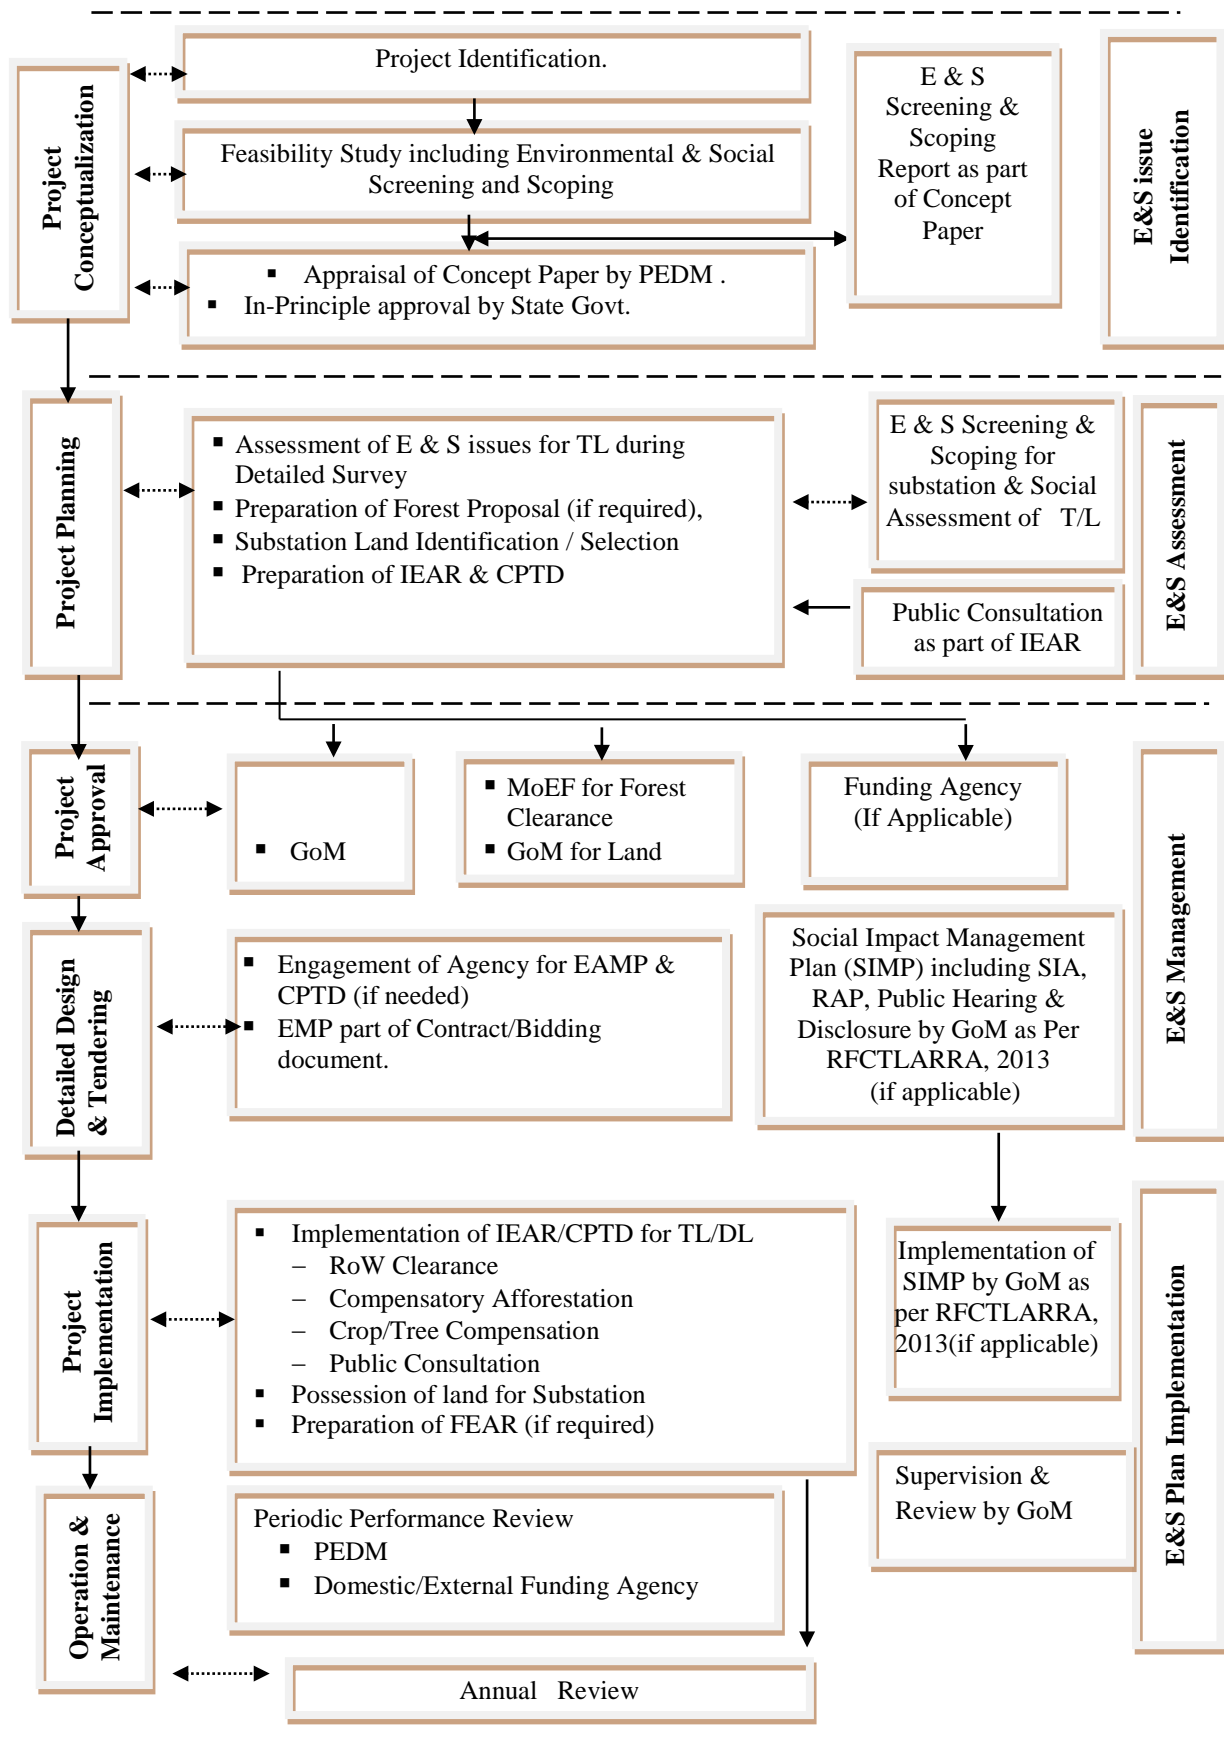 Project
Conceptualization
Project Identification.
Feasibility Study including Environmental & Social
Screening and Scoping
▪ Appraisal of Concept Paper by PEDM .
▪ In-Principle approval by State Govt.
E & S
Screening &
Scoping
Report as part
of Concept
Paper
E&S issue
Identification
Project Planning
▪ Assessment of E & S issues for TL during
Detailed Survey
▪ Preparation of Forest Proposal (if required),
▪ Substation Land Identification / Selection
▪ Preparation of IEAR & CPTD
E & S Screening &
Scoping for
substation & Social
Assessment of T/L
Public Consultation
as part of IEAR
E&S Assessment
Project
Approval
▪ GoM
▪ MoEF for Forest
Clearance
▪ GoM for Land
Funding Agency
(If Applicable)
E&S Management
Detailed Design
& Tendering
▪ Engagement of Agency for EAMP &
CPTD (if needed)
▪ EMP part of Contract/Bidding
document.
Social Impact Management
Plan (SIMP) including SIA,
RAP, Public Hearing &
Disclosure by GoM as Per
RFCTLARRA, 2013
(if applicable)
Project
Implementation
▪ Implementation of IEAR/CPTD for TL/DL
– RoW Clearance
– Compensatory Afforestation
– Crop/Tree Compensation
– Public Consultation
▪ Possession of land for Substation
▪ Preparation of FEAR (if required)
Implementation of
SIMP by GoM as
per RFCTLARRA,
2013(if applicable)
E&S Plan Implementation
Operation &
Maintenance
Periodic Performance Review
▪ PEDM
▪ Domestic/External Funding Agency
Supervision &
Review by GoM
Annual Review